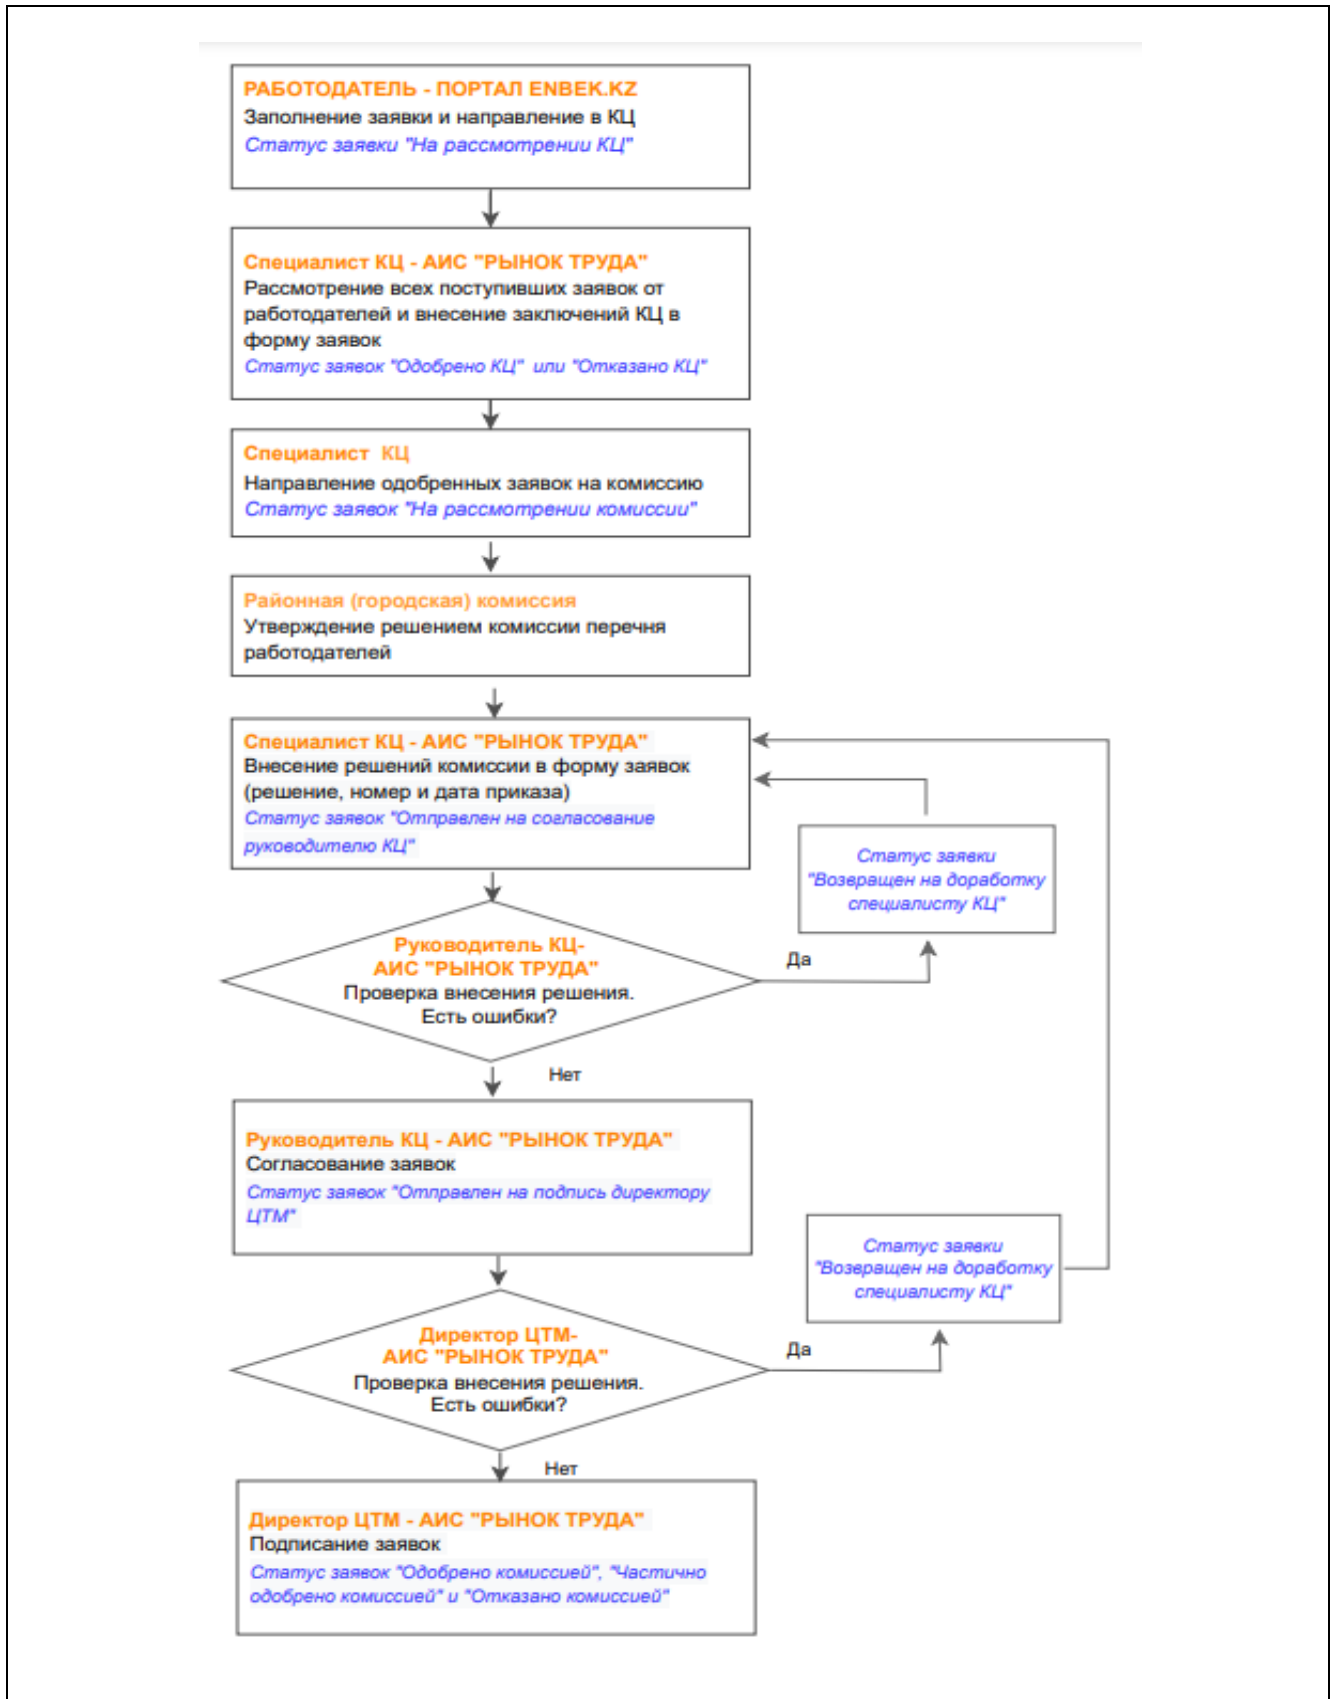 РАБОТОДАТЕЛЬ - ПОРТАЛ ENBEK.KZ
Заполнение заявки и направление в КЦ
Статус заявки "На рассмотрении КЦ"
Специалист КЦ - АИС "РЫНОК ТРУДА"
Рассмотрение всех поступивших заявок от
работодателей и внесение заключений КЦ в
форму заявок
Статус заявок "Одобрено КЦ" или "Отказано КЦ"
Специалист КЦ
Направление одобренных заявок на комиссию
Статус заявок "На рассмотрении комиссии"
Районная (городская) комиссия
Утверждение решением комиссии перечня
работодателей
Специалист КЦ - АИС "РЫНОК ТРУДА"
Внесение решений комиссии в форму заявок
(решение, номер и дата приказа)
Статус заявок "Отправлен на согласование
руководителю КЦ"
Статус заявки
"Возвращен на доработку
специалисту КЦ"
Руководитель КЦ-
АИС "РЫНОК ТРУДА"
Проверка внесения решения.
Есть ошибки?
Да
Нет
Руководитель КЦ - АИС "РЫНОК ТРУДА"
Согласование заявок
Статус заявок "Отправлен на подпись директору
ЦТМ"
Статус заявки
"Возвращен на доработку
специалисту КЦ"
Директор ЦТМ-
АИС "РЫНОК ТРУДА"
Проверка внесения решения.
Есть ошибки?
Да
Нет
Директор ЦТМ - АИС "РЫНОК ТРУДА"
Подписание заявок
Статус заявок "Одобрено комиссией", "Частично
одобрено комиссией" и "Отказано комиссией"